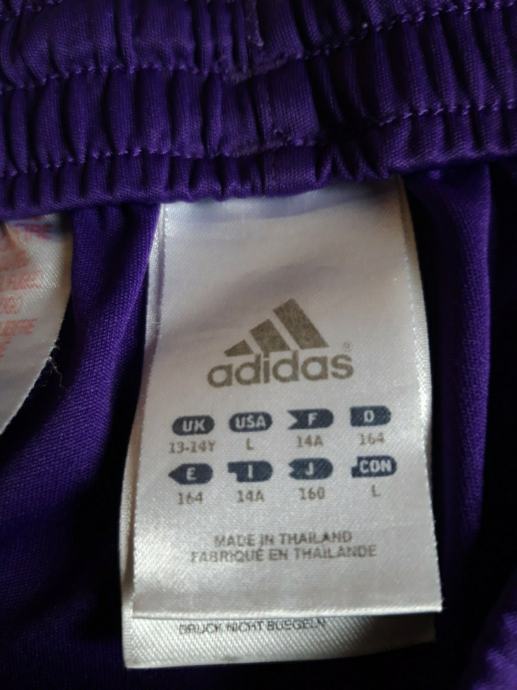 adidas®
UK USA F D
13-14Y L 14A 164
E I J CON
164 14A 160 L
MADE IN THAILAND
FABRIQUÉ EN THAÏLANDE
DRUCK NICHT BUEGELN